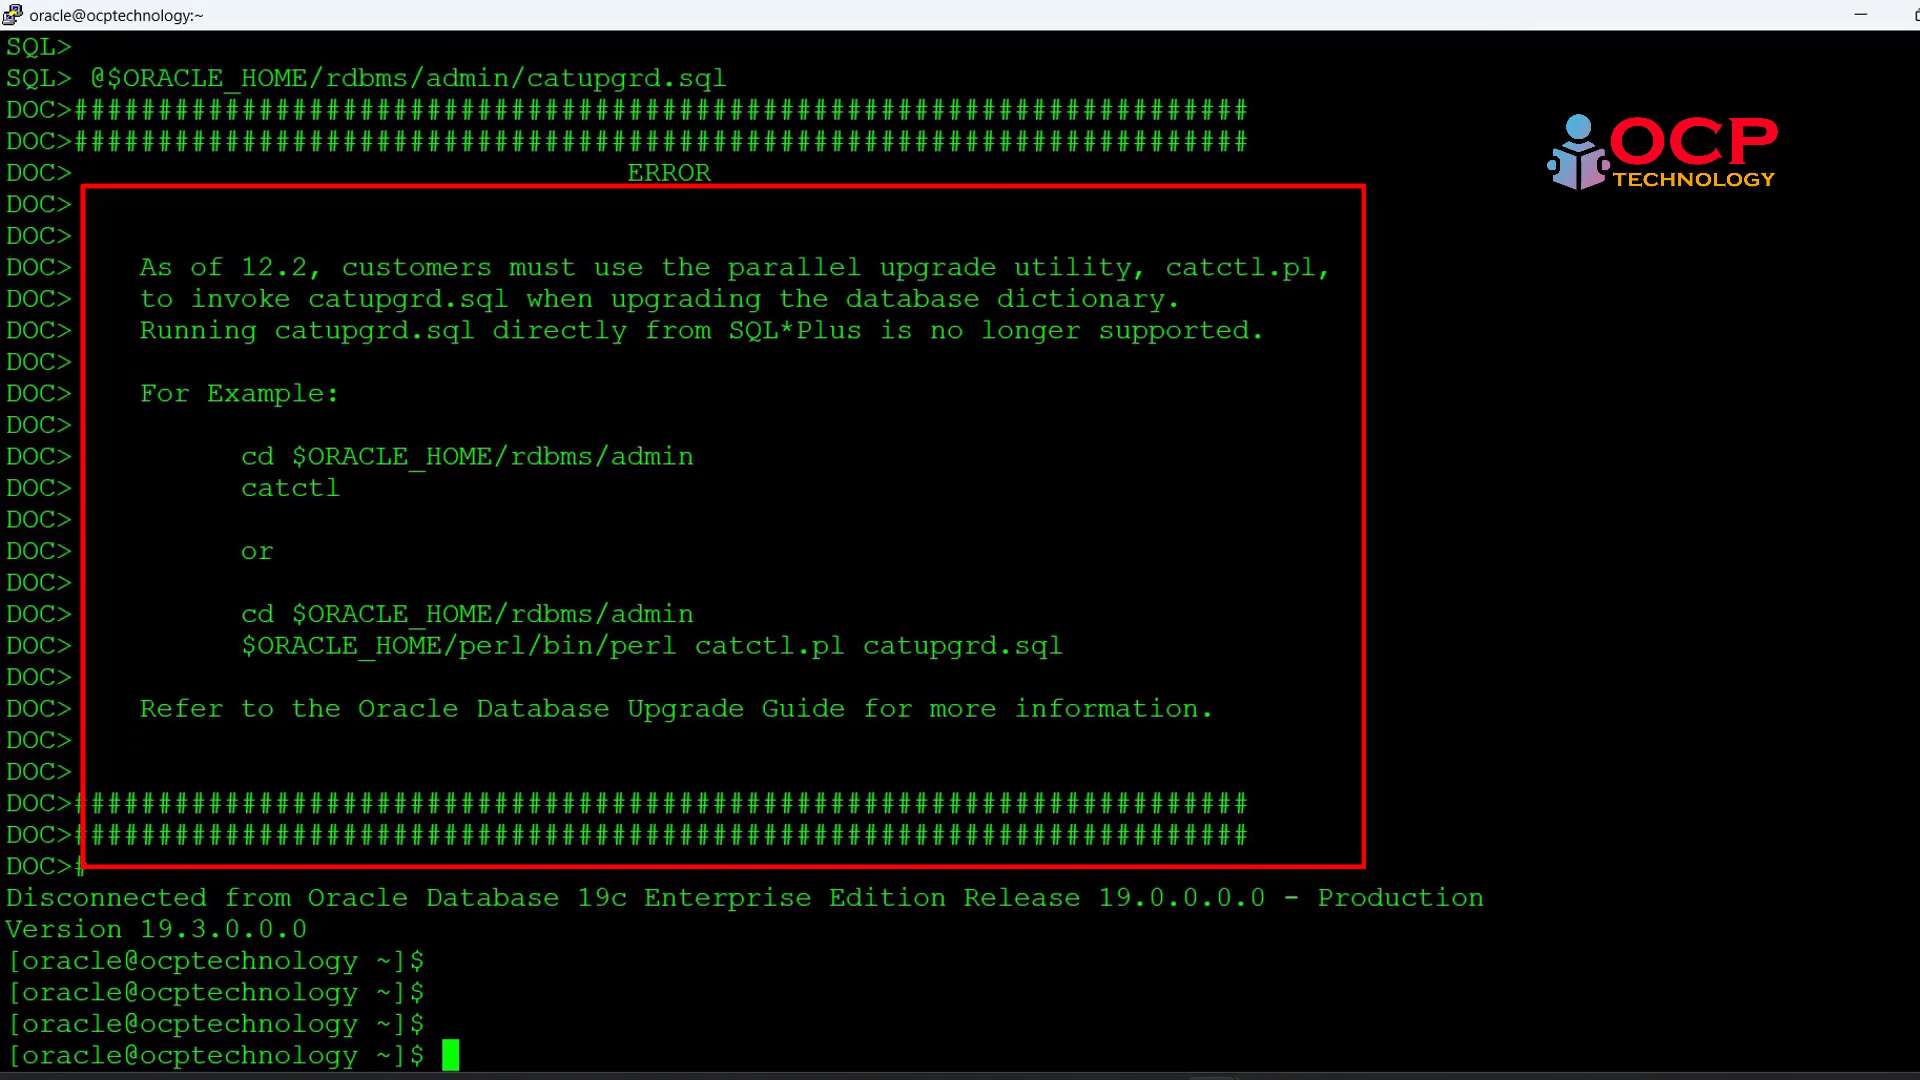 oracle@ocptechnology:~
SQL>
SQL> @$ORACLE_HOME/rdbms/admin/catupgrd.sql
DOC>######################################################################
DOC>######################################################################
DOC>                                 ERROR
DOC>
DOC>
DOC>    As of 12.2, customers must use the parallel upgrade utility, catctl.pl,
DOC>    to invoke catupgrd.sql when upgrading the database dictionary.
DOC>    Running catupgrd.sql directly from SQL*Plus is no longer supported.
DOC>
DOC>    For Example:
DOC>
DOC>          cd $ORACLE_HOME/rdbms/admin
DOC>          catctl
DOC>
DOC>          or
DOC>
DOC>          cd $ORACLE_HOME/rdbms/admin
DOC>          $ORACLE_HOME/perl/bin/perl catctl.pl catupgrd.sql
DOC>
DOC>    Refer to the Oracle Database Upgrade Guide for more information.
DOC>
DOC>
DOC>######################################################################
DOC>######################################################################
DOC>#
Disconnected from Oracle Database 19c Enterprise Edition Release 19.0.0.0.0 - Production
Version 19.3.0.0.0
[oracle@ocptechnology ~]$
[oracle@ocptechnology ~]$
[oracle@ocptechnology ~]$
[oracle@ocptechnology ~]$
OCP
TECHNOLOGY